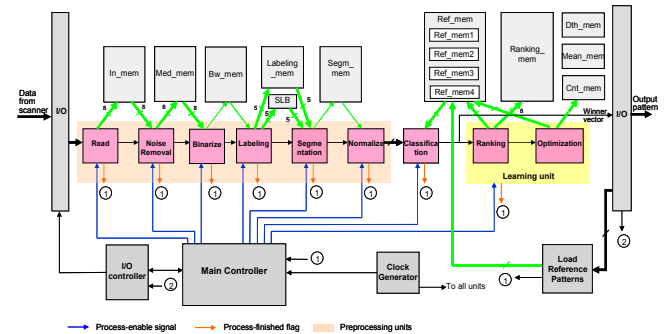 Data
from
scanner
I/O
In_mem
Med_mem
Bw_mem
Labeling
_mem
SLB
Segm_
mem
Ref_mem
Ref_mem1
Ref_mem2
Ref_mem3
Ref_mem4
Ranking_
mem
Dth_mem
Mean_mem
Cnt_mem
I/O
Output
pattern
Winner
vector
8
8
8
8
5
5
5
5
8
Read
Noise
Removal
Binarize
Labeling
Segme
ntation
Normalize
Classifica
tion
Ranking
Optimization
Learning unit
1
1
1
1
1
1
1
1
2
I/O
controller
2
Main Controller
1
Clock
Generator
To all units
1
Load
Reference
Patterns
Process-enable signal
Process-finished flag
Preprocessing units